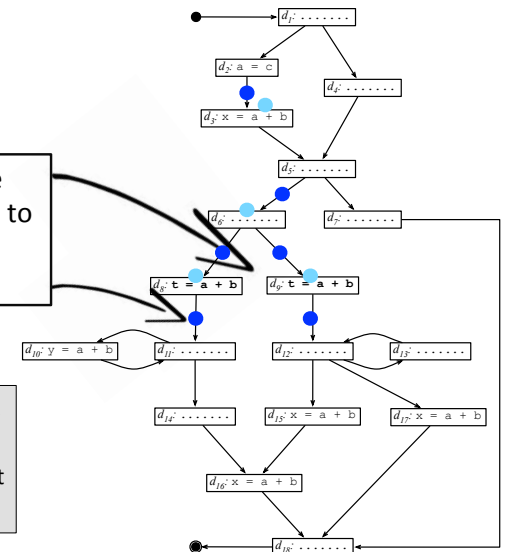 d1: .......
d2: a = c
d4: .......
d3: x = a + b
d5: .......
to
d6: .......
d7: .......
d8: t = a + b
d9: t = a + b
d10: y = a + b
d11: .......
d12: .......
d13: .......
d14: .......
d15: x = a + b
d17: x = a + b
d16: x = a + b
d18: .......